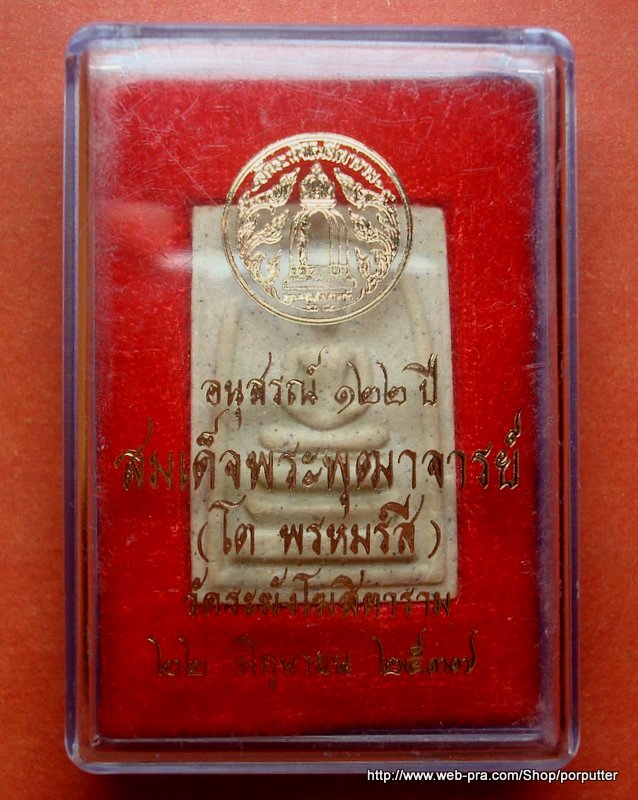 อนุสรณ์ ๑๒๒ ปี
สมเด็จพระพุฒาจารย์
(โต พรหมรํสี)
วัดระฆังโฆสิตาราม
๒๒ มิถุนายน ๒๕๓๗
http://www.web-pra.com/Shop/porputter